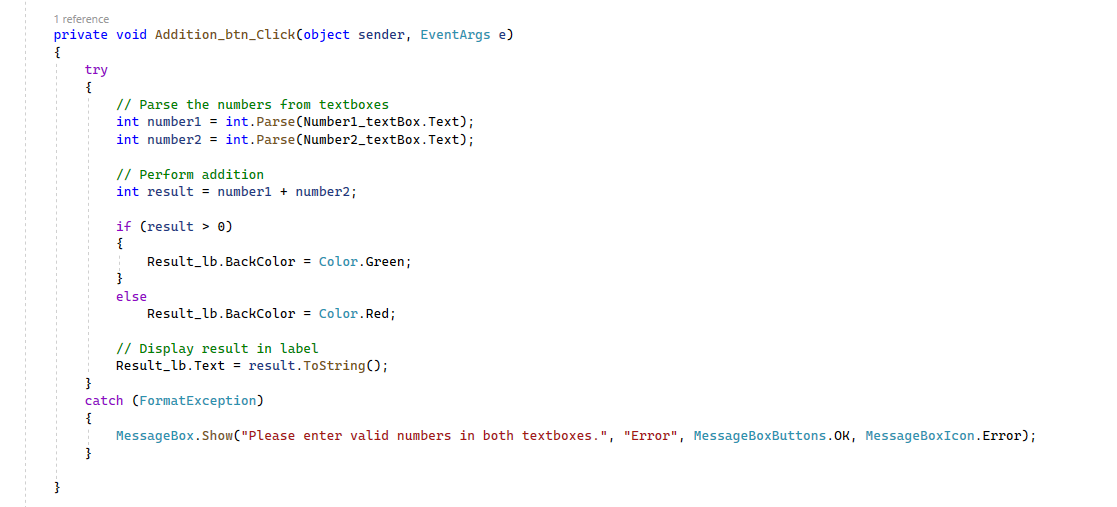 1 reference
private void Addition_btn_Click(object sender, EventArgs e)
{
    try
    {
        // Parse the numbers from textboxes
        int number1 = int.Parse(Number1_textBox.Text);
        int number2 = int.Parse(Number2_textBox.Text);

        // Perform addition
        int result = number1 + number2;

        if (result > 0)
        {
            Result_lb.BackColor = Color.Green;
        }
        else
            Result_lb.BackColor = Color.Red;

        // Display result in label
        Result_lb.Text = result.ToString();
    }
    catch (FormatException)
    {
        MessageBox.Show("Please enter valid numbers in both textboxes.", "Error", MessageBoxButtons.OK, MessageBoxIcon.Error);
    }

}